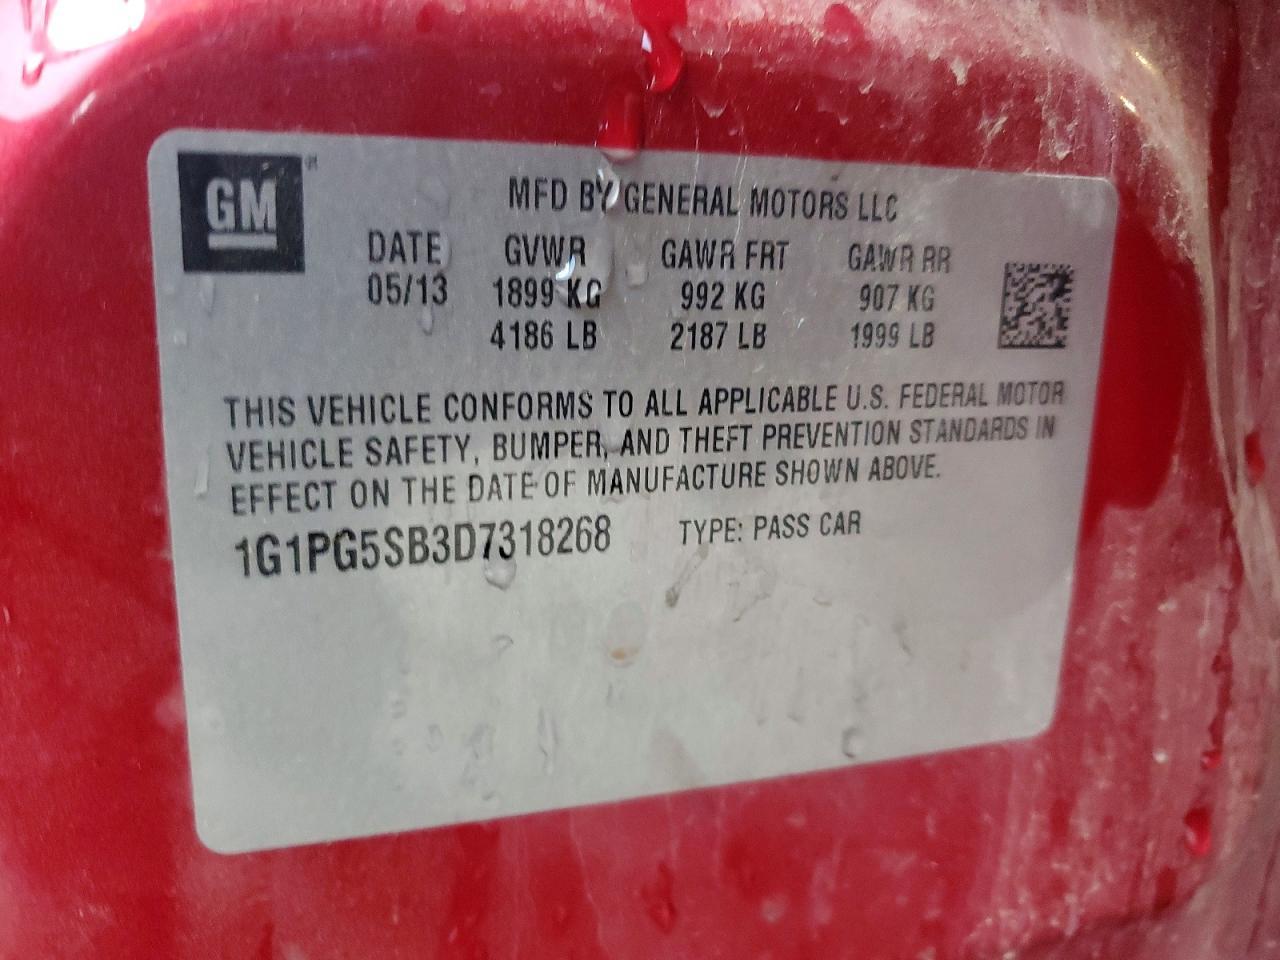 GM
MFD BY GENERAL MOTORS LLC
DATE GVWR GAWR FRT GAWR RR
05/13 1899 KG 992 KG 907 KG
4186 LB 2187 LB 1999 LB
THIS VEHICLE CONFORMS TO ALL APPLICABLE U.S. FEDERAL MOTOR
VEHICLE SAFETY, BUMPER, AND THEFT PREVENTION STANDARDS IN
EFFECT ON THE DATE OF MANUFACTURE SHOWN ABOVE.
1G1PG5SB3D7318268 TYPE: PASS CAR